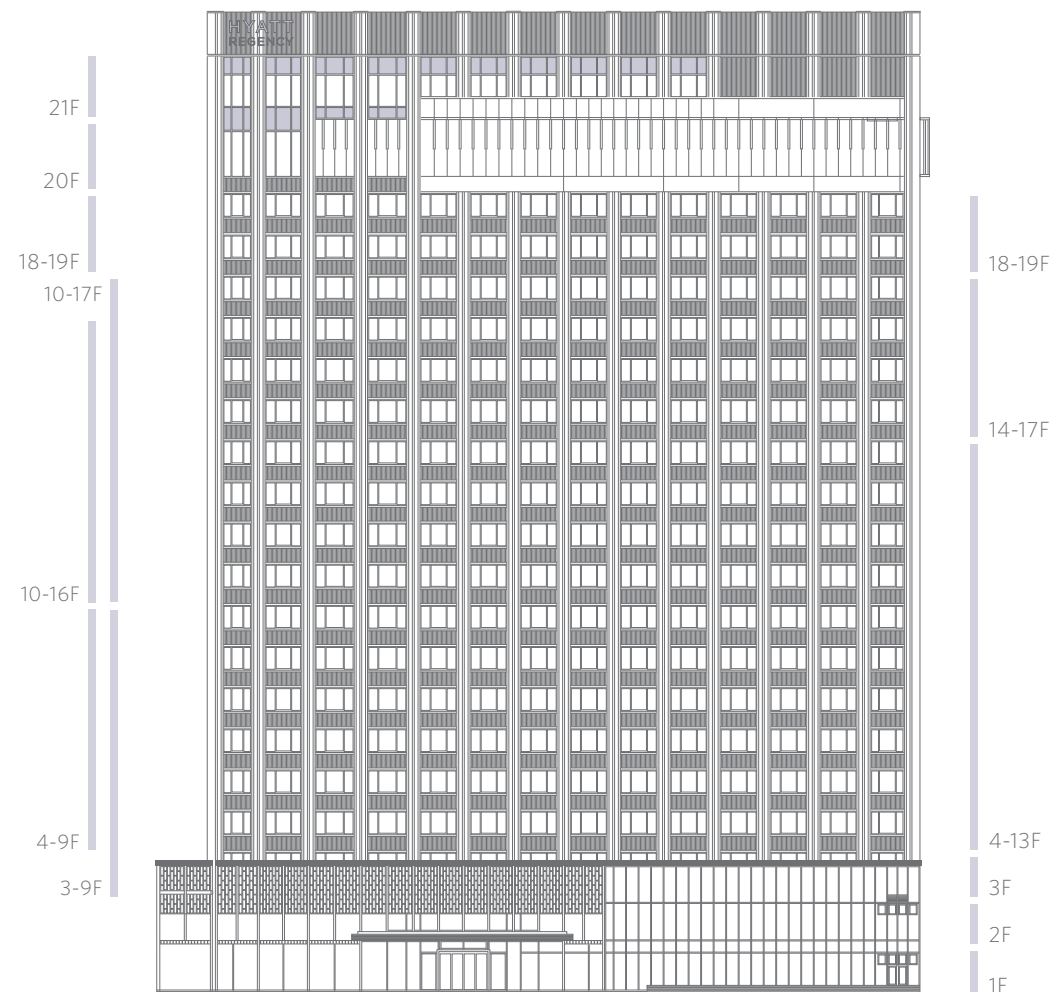 HYATT
REGENCY
21F
20F
18-19F
10-17F
10-16F
4-9F
3-9F
18-19F
14-17F
4-13F
3F
2F
1F